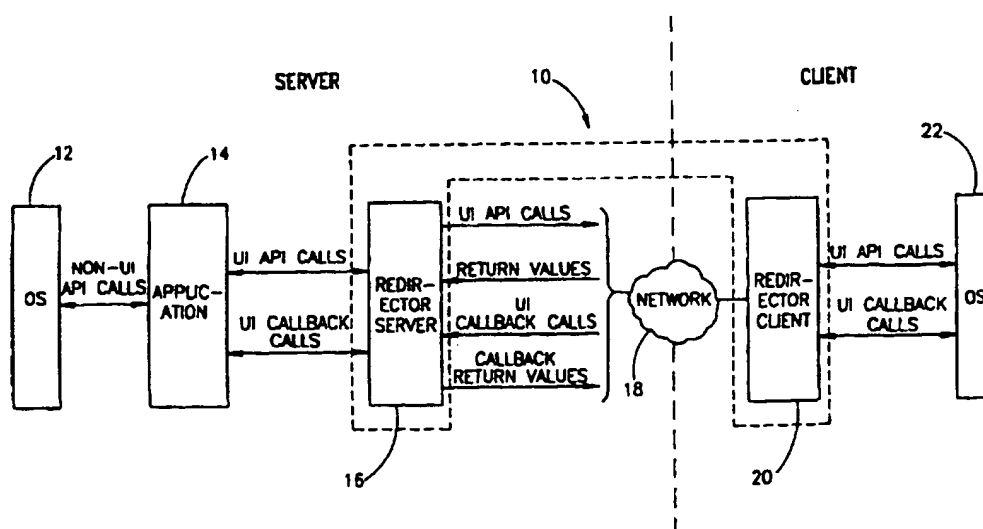 SERVER
10
CLIENT
12
14
22
OS
NON-UI
API CALLS
APPLIC-
ATION
UI API CALLS
UI CALLBACK
CALLS
REDIR-
ECTOR
SERVER
UI API CALLS
RETURN VALUES
UI
CALLBACK CALLS
CALLBACK
RETURN VALUES
NETWORK
18
REDIR-
ECTOR
CLIENT
UI API CALLS
UI CALLBACK
CALLS
OS
16
20